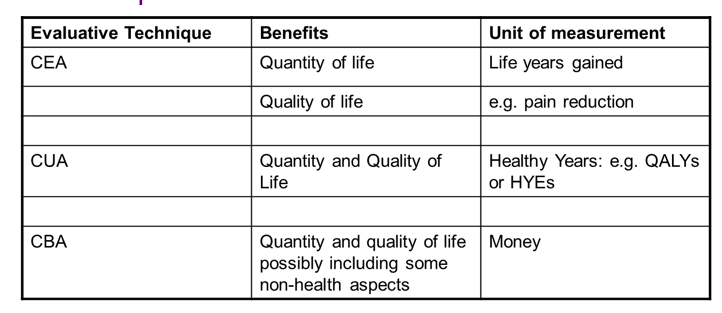 Evaluative Technique Benefits Unit of measurement
CEA Quantity of life Life years gained
Quality of life e.g. pain reduction
CUA Quantity and Quality of Life Healthy Years: e.g. QALYs or HYEs
CBA Quantity and quality of life possibly including some non-health aspects Money